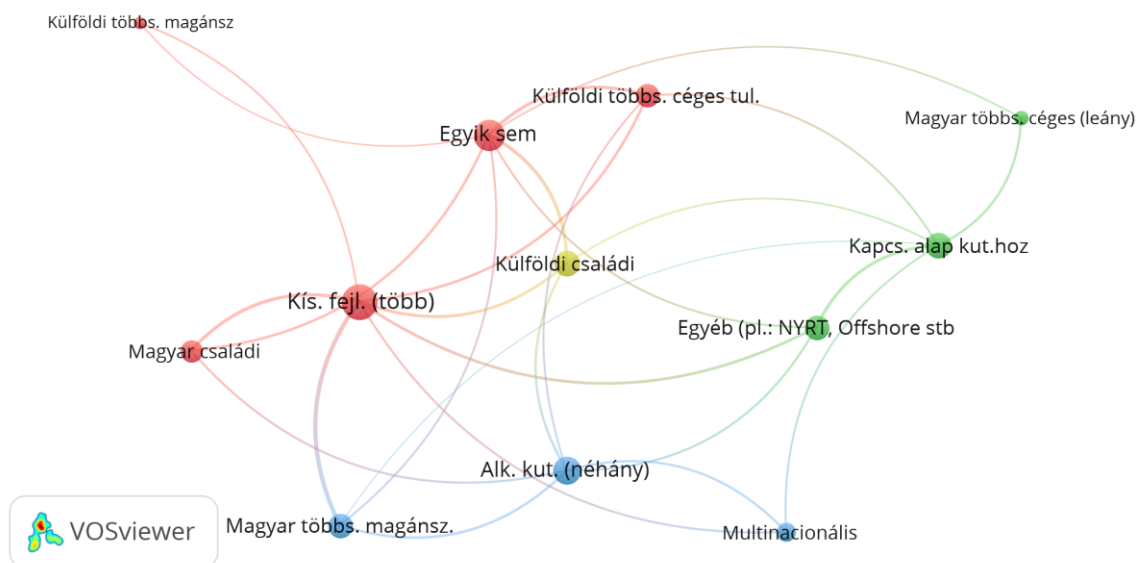 Külföldi többs. magánsz
Külföldi többs. céges tul.
Magyar többs. céges (leány)
Egyik sem
Kapcs. alap kut.hoz
Külföldi családi
Kís. fejl. (több)
Egyéb (pl.: NYRT, Offshore stb
Magyar családi
Alk. kut. (néhány)
Magyar többs. magánsz.
Multinacionális
VOSviewer